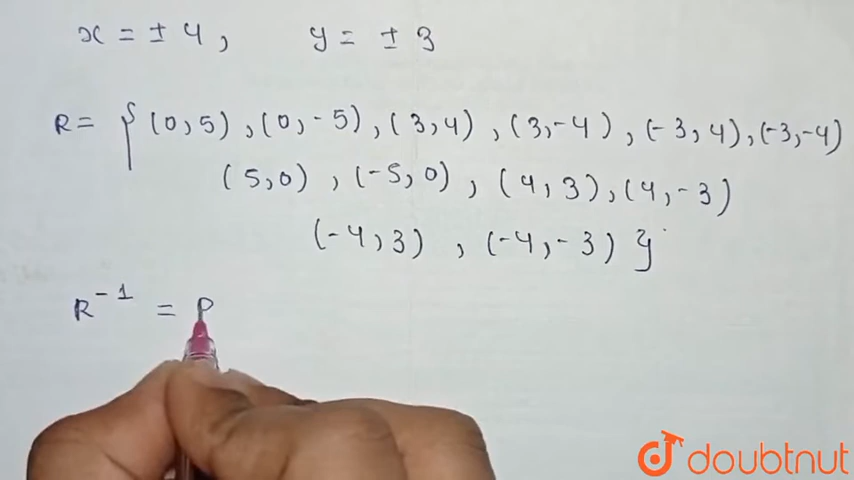 x = ± 4, y = ± 3
R = { (0,5), (0,-5), (3,4), (3,-4), (-3,4), (-3,-4)
(5,0), (-5,0), (4,3), (4,-3)
(-4,3), (-4,-3) }
R⁻¹ =
doubtnut